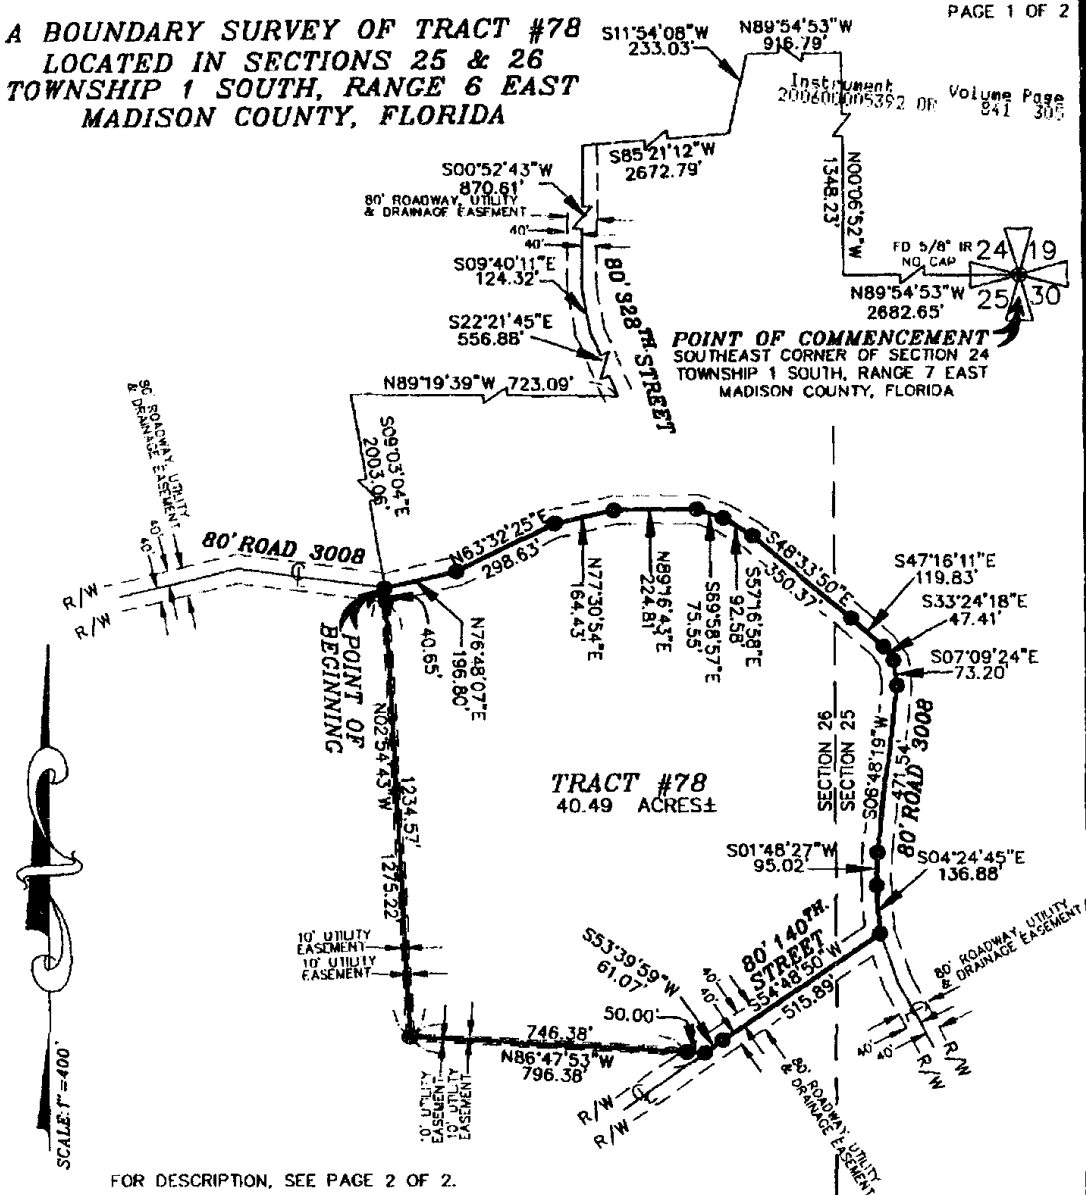 PAGE 1 OF 2
A BOUNDARY SURVEY OF TRACT #78
LOCATED IN SECTIONS 25 & 26
TOWNSHIP 1 SOUTH, RANGE 6 EAST
MADISON COUNTY, FLORIDA
S11°54'08"W
233.03'
N89°54'53"W
916.79'
Instrument
200600005392 OR
Volume Page
841 305
S85°21'12"W
2672.79'
N00°06'52"W
1348.23'
S00°52'43"W
870.61'
80' ROADWAY, UTILITY
& DRAINAGE EASEMENT
40'
40'
FD 5/8" IR
NO CAP
24
19
25
30
N89°54'53"W
2682.65'
S09°40'11"E
124.32'
80' S28TH. STREET
S22°21'45"E
556.88'
POINT OF COMMENCEMENT
SOUTHEAST CORNER OF SECTION 24
TOWNSHIP 1 SOUTH, RANGE 7 EAST
MADISON COUNTY, FLORIDA
N89°19'39"W 723.09'
ROADWAY, UTILITY
& DRAINAGE EASEMENT
40'
40'
S09°03'04"E
2003.06'
80' ROAD 3008
R/W
R/W
N63°32'25"E
298.63'
N77°30'54"E
164.43'
N89°16'43"E
224.81'
S69°58'57"E
75.55'
S57°16'58"E
92.58'
S48°33'50"E
350.37'
S47°16'11"E
119.83'
S33°24'18"E
47.41'
S07°09'24"E
73.20'
POINT OF
BEGINNING
40.65'
N76°48'07"E
196.80'
N02°54'43"W
1234.57'
1275.22'
TRACT #78
40.49 ACRES±
SECTION 26
SECTION 25
S06°48'19"W
471.54'
80' ROAD 3008
S01°48'27"W
95.02'
S04°24'45"E
136.88'
80' 140TH.
STREET
S54°48'50"W
515.89'
S53°39'59"W
61.07'
40'
40'
80' ROADWAY, UTILITY
& DRAINAGE EASEMENT
10' UTILITY
EASEMENT
10' UTILITY
EASEMENT
50.00'
746.38'
N86°47'53"W
796.38'
UTILITY
EASEMENT
10' UTILITY
EASEMENT
R/W
R/W
80' ROADWAY, UTILITY
& DRAINAGE EASEMENT
40'
40'
R/W
R/W
SCALE: 1"=400'
FOR DESCRIPTION, SEE PAGE 2 OF 2.